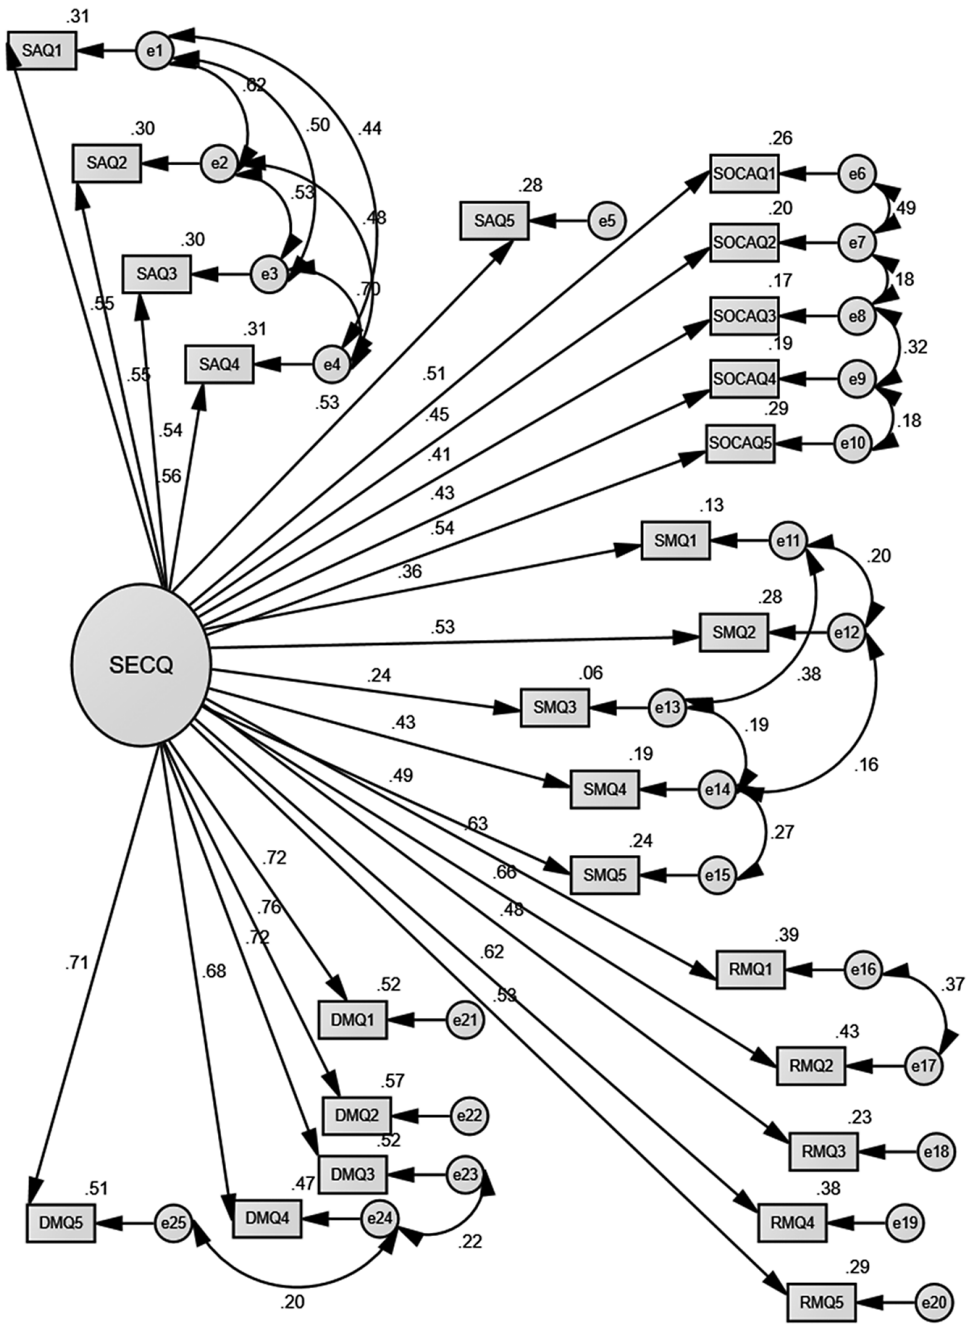 .31
SAQ1 e1
.62
.50 .44
.30
SAQ2 e2
.53
.48
.30
SAQ3 e3
.70
.31
SAQ4 e4
.28
SAQ5 e5
.26
SOCAQ1 e6
.49
.20
SOCAQ2 e7
.18
.17
SOCAQ3 e8
.32
.19
SOCAQ4 e9
.18
.29
SOCAQ5 e10
.55
.55
.54
.56
.53
.51
.45
.41
.43
.54
.36
.13
SMQ1 e11
.20
.53
.28
SMQ2 e12
.38
SECQ
.24
.06
SMQ3 e13
.19
.16
.43
.19
SMQ4 e14
.27
.49
.24
SMQ5 e15
.63
.66
.48
.62
.53
.72
.76
.72
.68
.71
.39
RMQ1 e16
.37
.43
RMQ2 e17
.23
RMQ3 e18
.38
RMQ4 e19
.29
RMQ5 e20
.52
DMQ1 e21
.57
DMQ2 e22
.52
DMQ3 e23
.22
.47
DMQ4 e24
.20
.51
DMQ5 e25